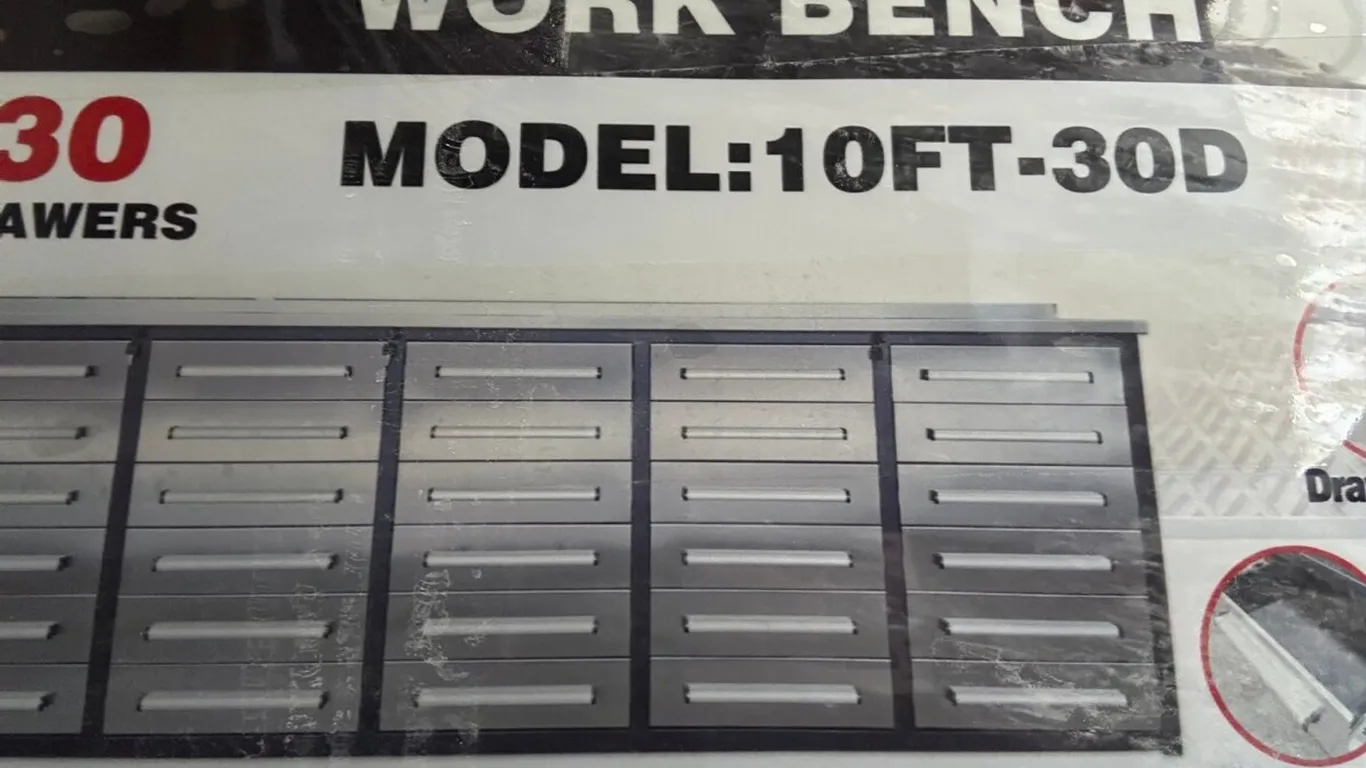 WORK BENCH
30
MODEL:10FT-30D
AWERS
Dra